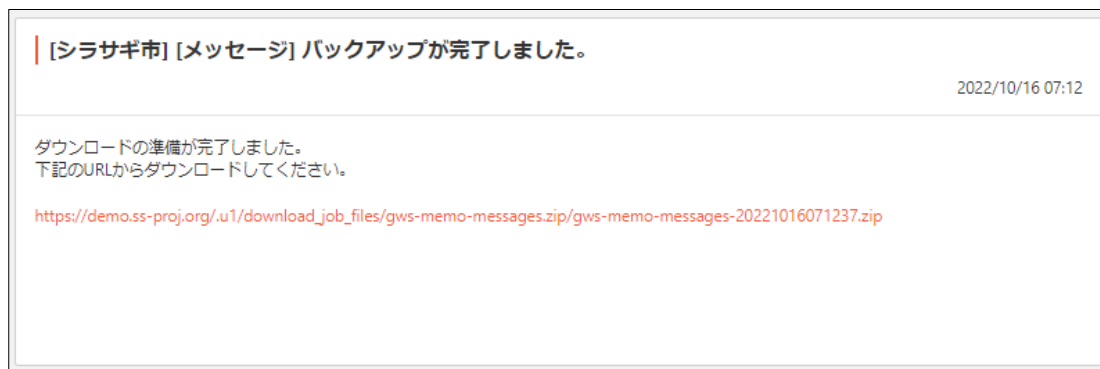 [シラサギ市] [メッセージ] バックアップが完了しました。
2022/10/16 07:12
ダウンロードの準備が完了しました。
下記のURLからダウンロードしてください。
https://demo.ss-proj.org/.u1/download_job_files/gws-memo-messages.zip/gws-memo-messages-20221016071237.zip